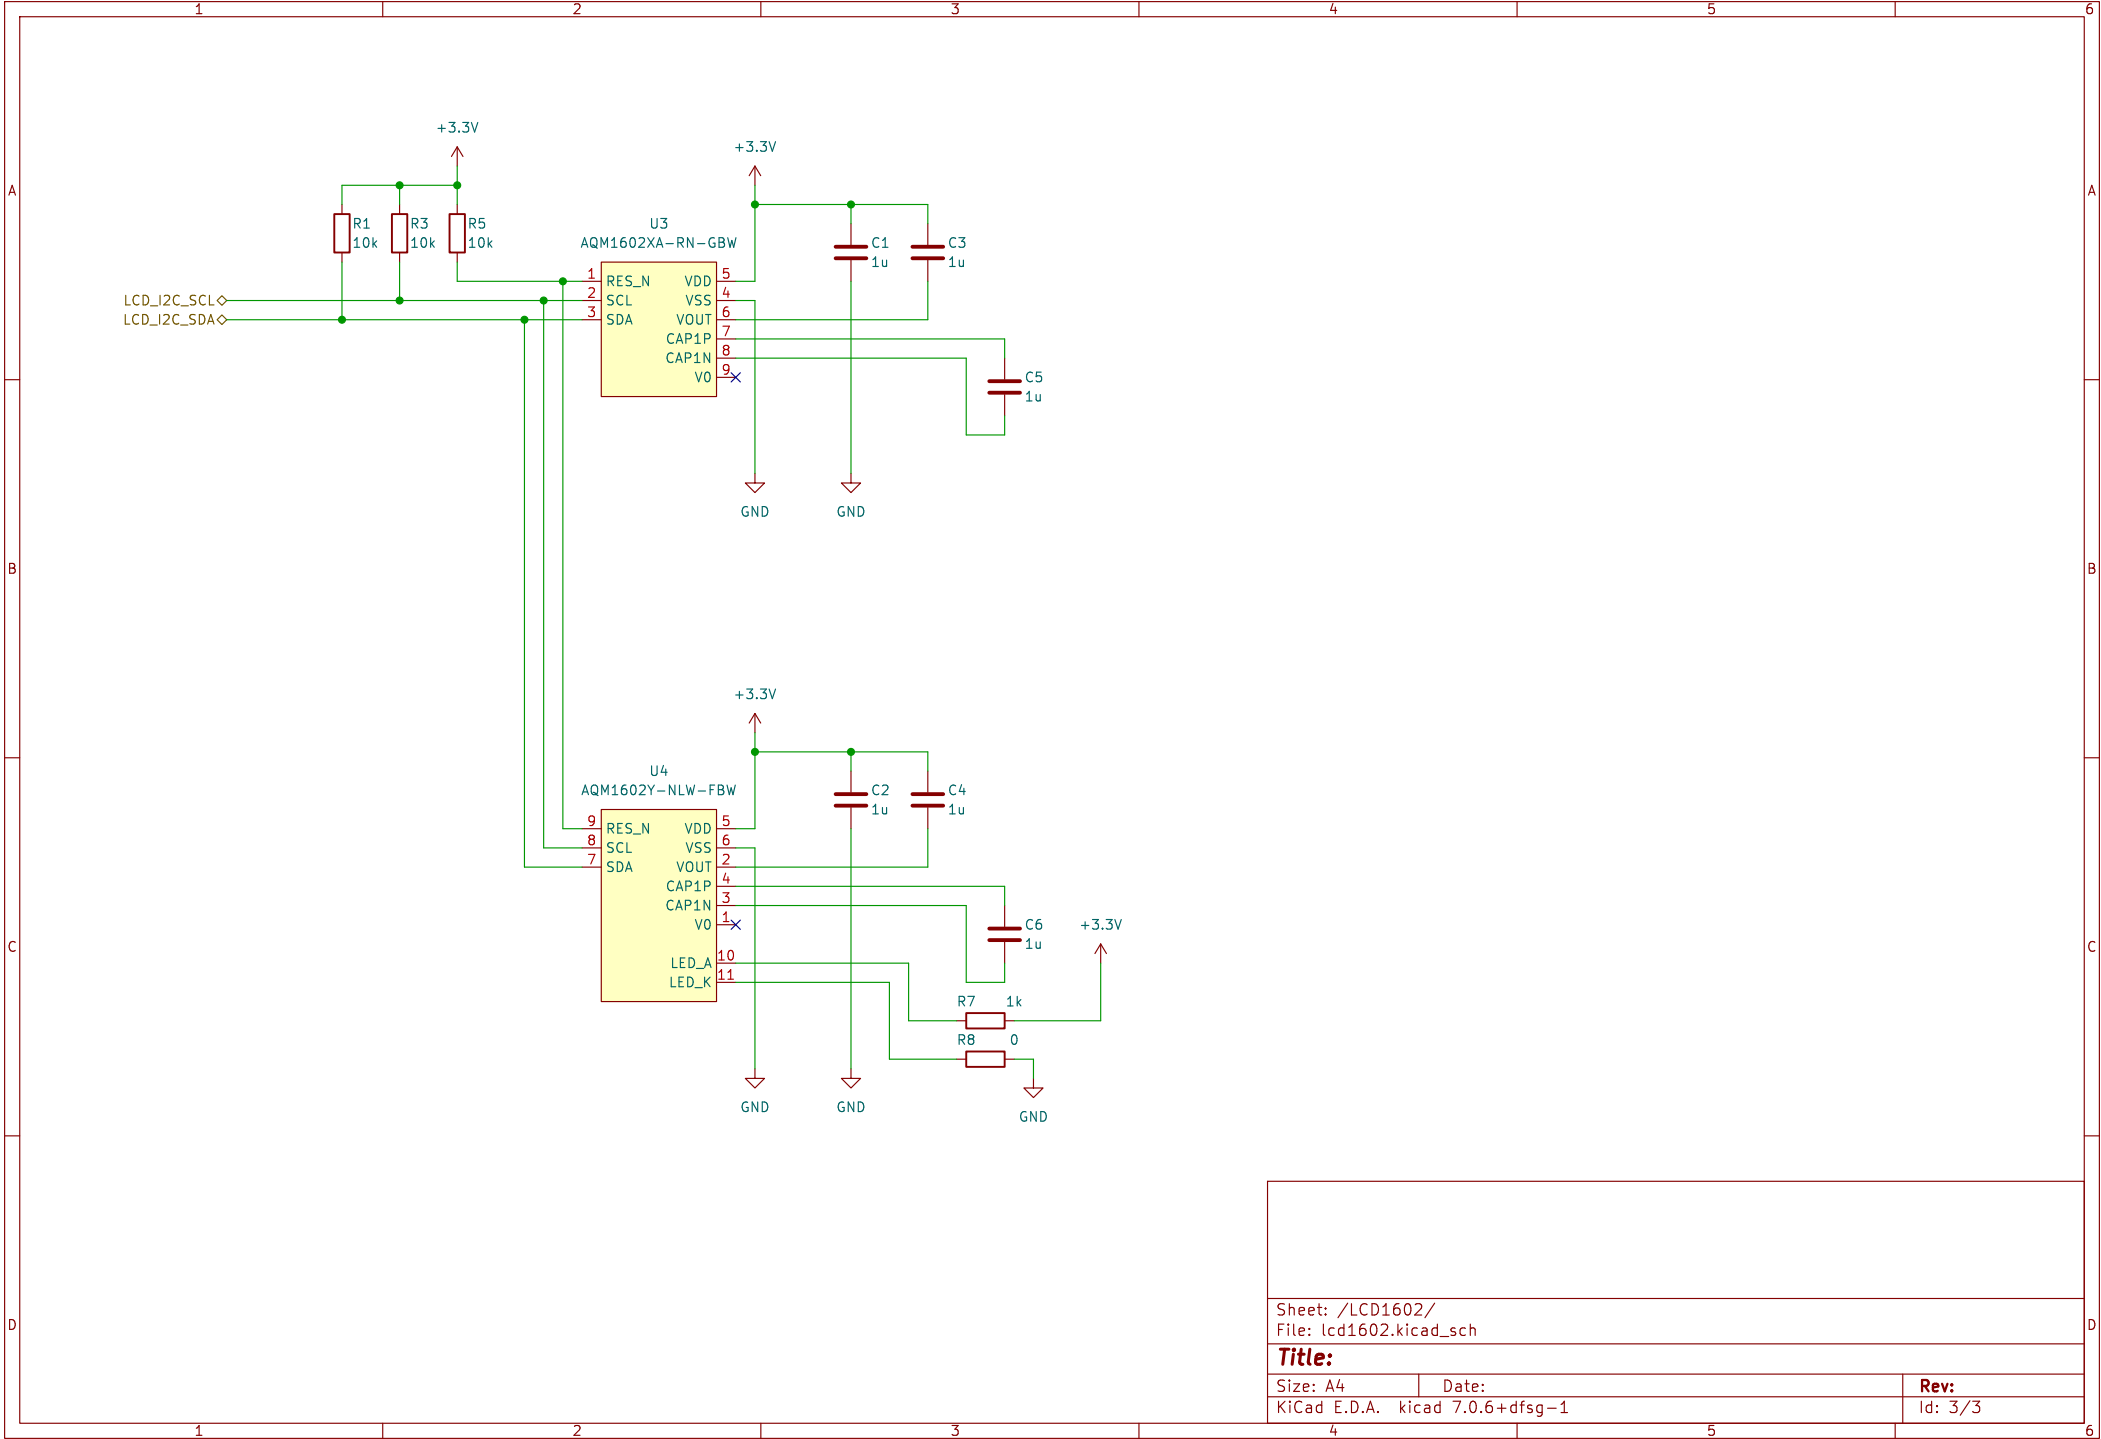 1 2 3 4 5 6
A A
+3.3V
+3.3V
R1 R3 R5
10k 10k 10k
U3
AQM1602XA-RN-GBW
C1 C3
1u 1u
LCD_I2C_SCL
LCD_I2C_SDA
1 RES_N VDD 5
2 SCL VSS 4
3 SDA VOUT 6
CAP1P 7
CAP1N 8
V0 9
C5
1u
GND GND
B B
+3.3V
U4
AQM1602Y-NLW-FBW
C2 C4
1u 1u
9 RES_N VDD 5
8 SCL VSS 6
7 SDA VOUT 2
CAP1P 4
CAP1N 3
V0 1
LED_A 10
LED_K 11
C6
1u
+3.3V
C C
R7 1k
R8 0
GND GND GND
D D
Sheet: /LCD1602/
File: lcd1602.kicad_sch
Title:
Size: A4 Date: Rev:
KiCad E.D.A. kicad 7.0.6+dfsg-1 Id: 3/3
1 2 3 4 5 6